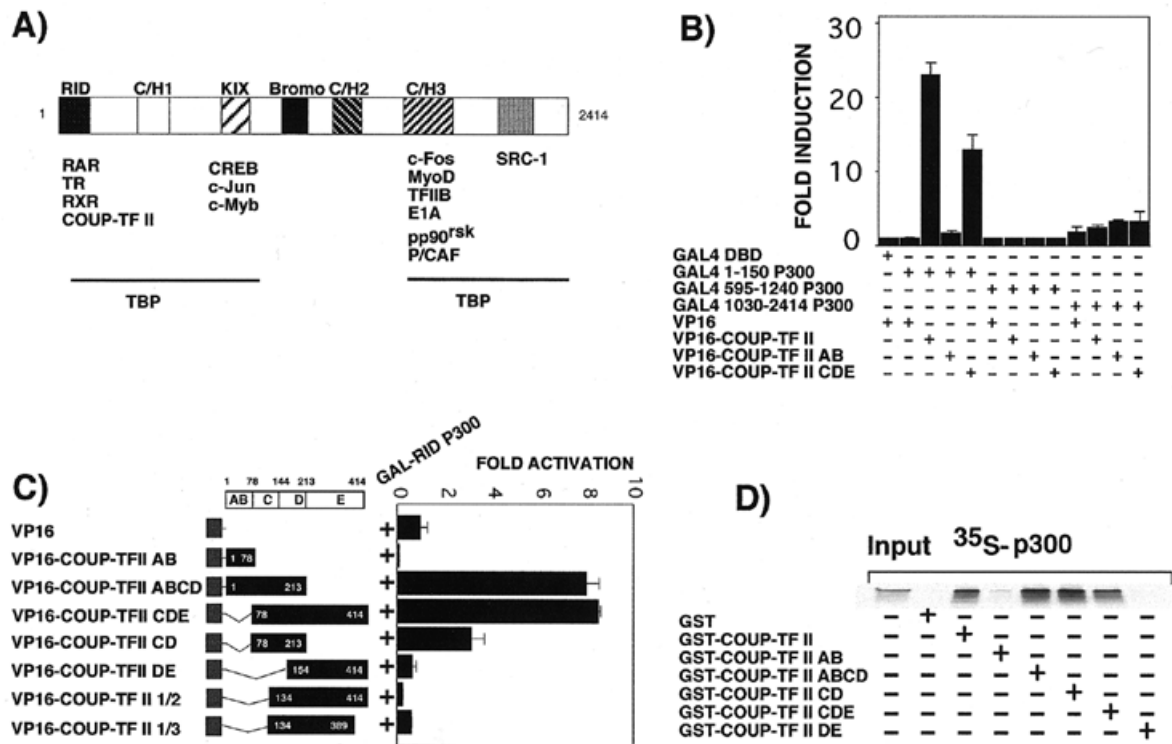 A)
RID C/H1 KIX Bromo C/H2 C/H3
1 2414
RAR
TR
RXR
COUP-TF II
CREB
c-Jun
c-Myb
c-Fos
MyoD
TFIIB
E1A
pp90rsk
P/CAF
SRC-1
TBP
TBP
B)
FOLD INDUCTION
30
20
10
0
GAL4 DBD + - - - - - - - - - - - - -
GAL4 1-150 P300 - + + + + - - - - - - - -
GAL4 595-1240 P300 - - - - - + + + + - - - -
GAL4 1030-2414 P300 - - - - - - - - - + + + +
VP16 + + - - - + - - - + - - -
VP16-COUP-TF II - - + - - - + - - - + - -
VP16-COUP-TF II AB - - - + - - - + - - - + -
VP16-COUP-TF II CDE - - - - + - - - + - - - +
C)
1 78 144 213 414
AB C D E
GAL-RID P300
FOLD ACTIVATION
0 2 4 6 8 10
VP16 +
VP16-COUP-TFII AB 1 78 +
VP16-COUP-TFII ABCD 1 213 +
VP16-COUP-TFII CDE 78 414 +
VP16-COUP-TFII CD 78 213 +
VP16-COUP-TFII DE 154 414 +
VP16-COUP-TF II 1/2 134 414 +
VP16-COUP-TF II 1/3 134 389 +
D)
Input 35S-p300
GST - + - - - - - -
GST-COUP-TF II - - + - - - - -
GST-COUP-TF II AB - - - + - - - -
GST-COUP-TF II ABCD - - - - + - - -
GST-COUP-TF II CD - - - - - + - -
GST-COUP-TF II CDE - - - - - - + -
GST-COUP-TF II DE - - - - - - - +